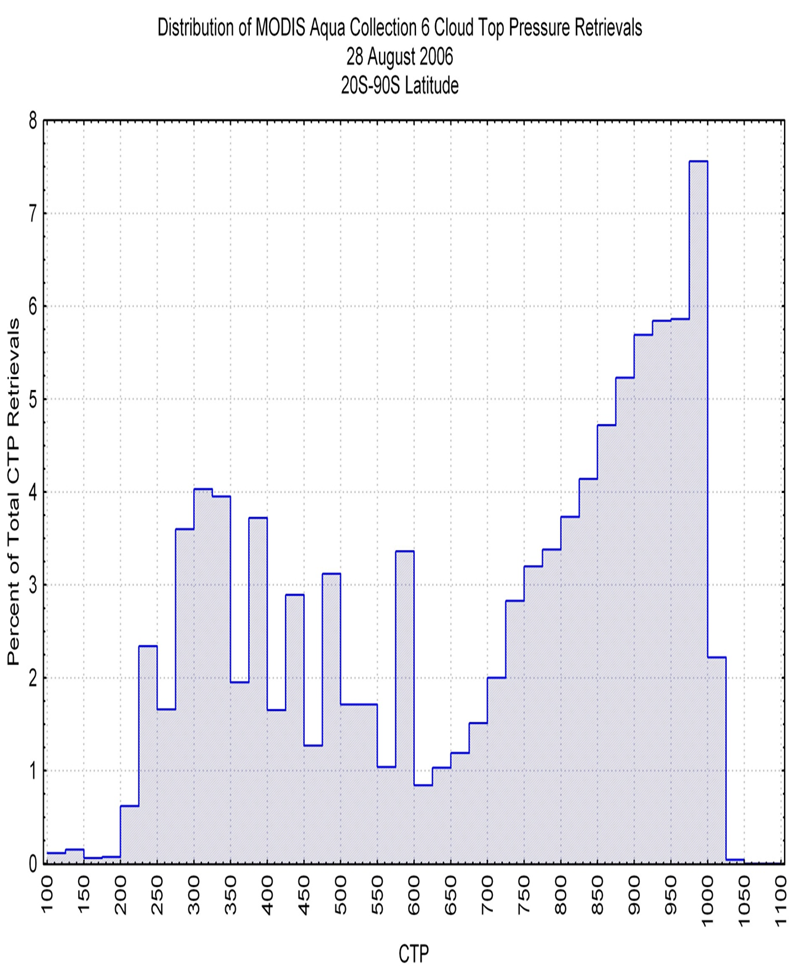 Distribution of MODIS Aqua Collection 6 Cloud Top Pressure Retrievals
28 August 2006
20S-90S Latitude
8
7
6
5
4
3
2
1
0
Percent of Total CTP Retrievals
100 150 200 250 300 350 400 450 500 550 600 650 700 750 800 850 900 950 1000 1050 1100
CTP